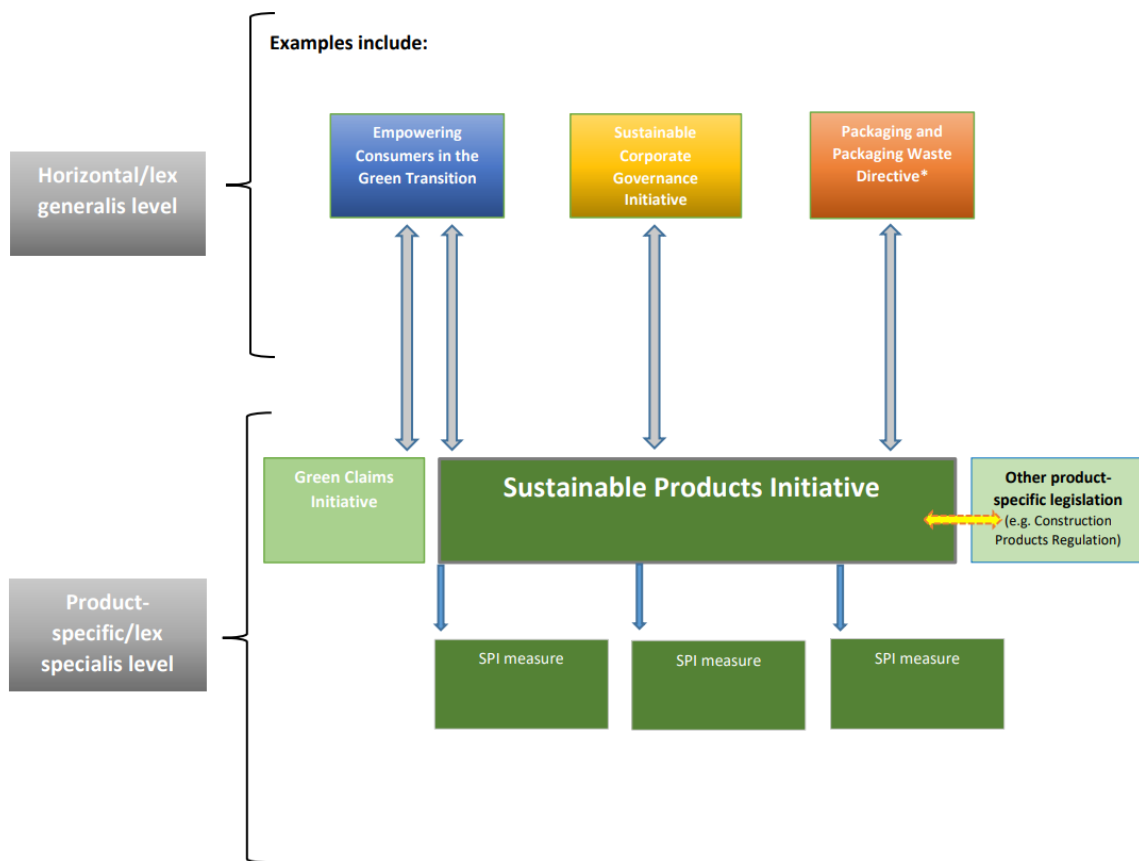 Examples include:
Horizontal/lex
generalis level
Empowering
Consumers in the
Green Transition
Sustainable
Corporate
Governance
Initiative
Packaging and
Packaging Waste
Directive*
Product-
specific/lex
specialis level
Green Claims
Initiative
Sustainable Products Initiative
Other product-
specific legislation
(e.g. Construction
Products Regulation)
SPI measure
SPI measure
SPI measure